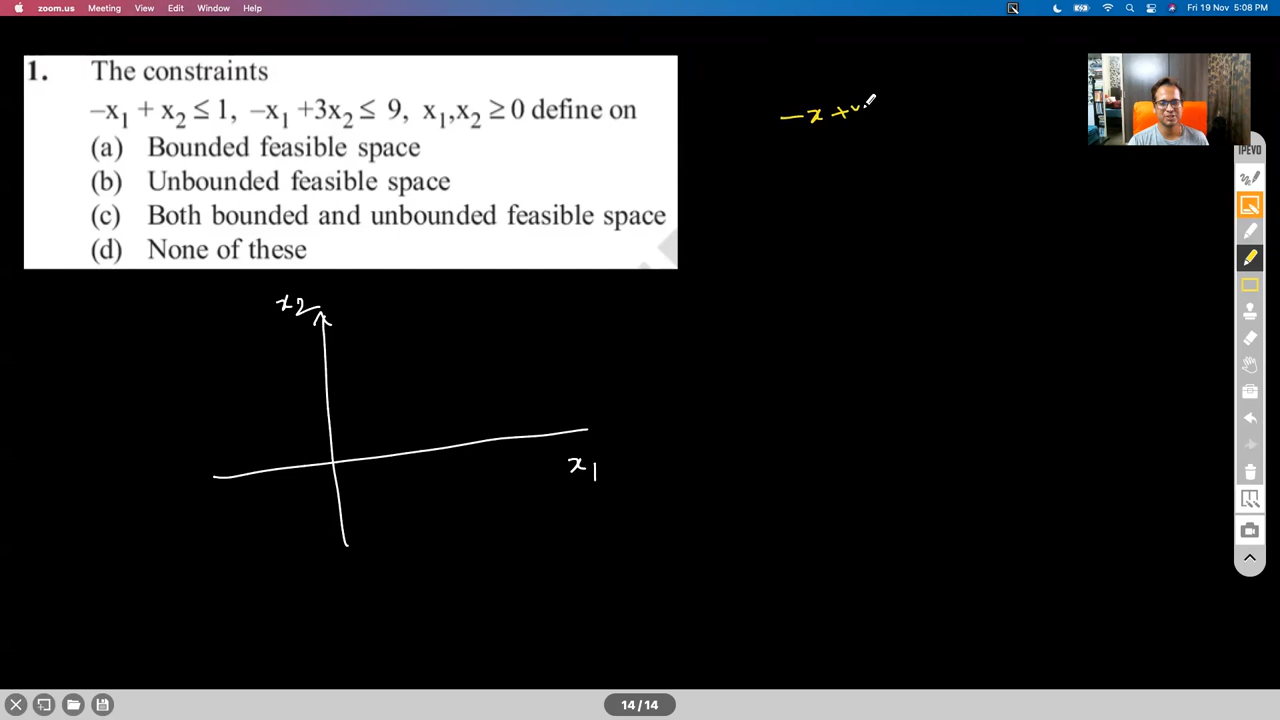 zoom.us Meeting View Edit Window Help Fri 19 Nov 5:08 PM
1. The constraints
–x₁ + x₂ ≤ 1, –x₁ +3x₂ ≤ 9, x₁,x₂ ≥ 0 define on
(a) Bounded feasible space
(b) Unbounded feasible space
(c) Both bounded and unbounded feasible space
(d) None of these
–x +
IPEVO
x₂
x₁
14/14